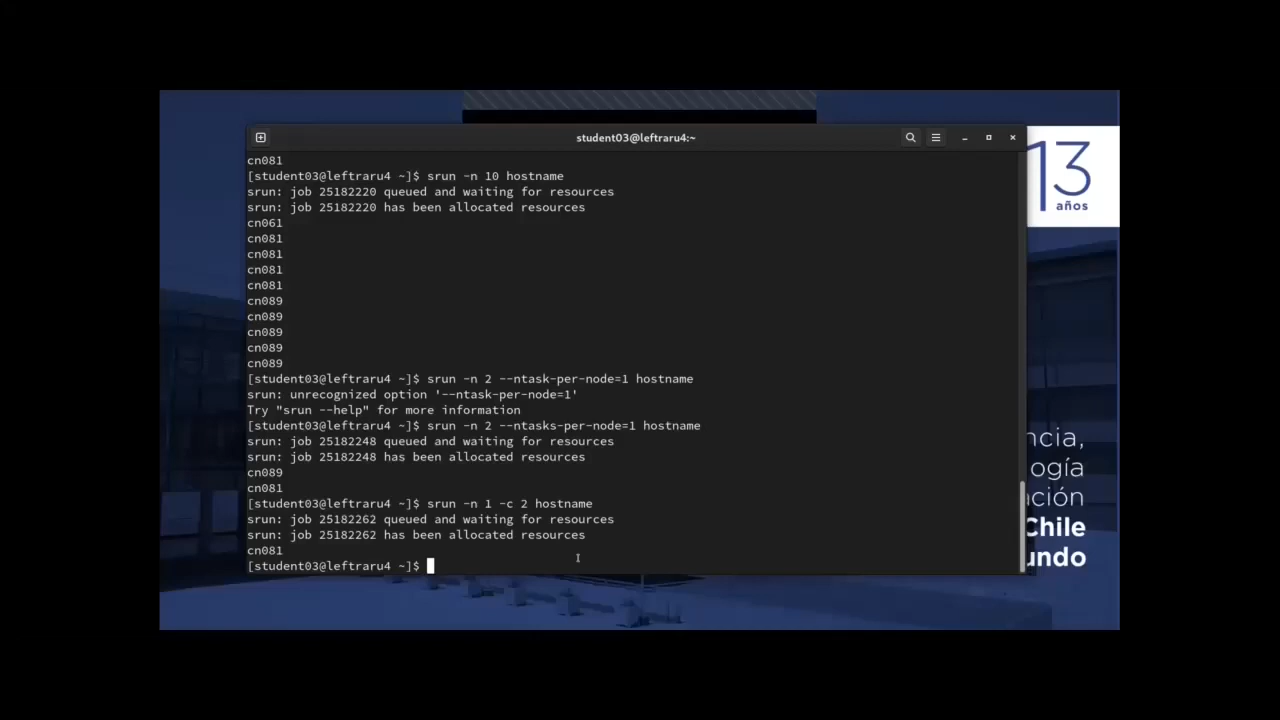 student03@leftraru4:~
cn081
[student03@leftraru4 ~]$ srun -n 10 hostname
srun: job 25182220 queued and waiting for resources
srun: job 25182220 has been allocated resources
cn061
cn081
cn081
cn081
cn081
cn089
cn089
cn089
cn089
cn089
[student03@leftraru4 ~]$ srun -n 2 --ntask-per-node=1 hostname
srun: unrecognized option '--ntask-per-node=1'
Try "srun --help" for more information
[student03@leftraru4 ~]$ srun -n 2 --ntasks-per-node=1 hostname
srun: job 25182248 queued and waiting for resources
srun: job 25182248 has been allocated resources
cn089
cn081
[student03@leftraru4 ~]$ srun -n 1 -c 2 hostname
srun: job 25182262 queued and waiting for resources
srun: job 25182262 has been allocated resources
cn081
[student03@leftraru4 ~]$
13
años
ncia,
ogía
ación
Chile
undo